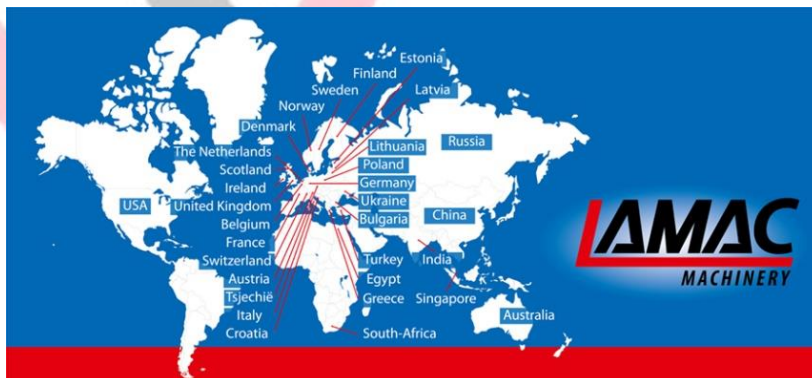 Estonia
Finland
Sweden
Latvia
Norway
Denmark
Lithuania
Russia
The Netherlands
Poland
Scotland
Germany
Ireland
Ukraine
USA
United Kingdom
China
Bulgaria
Belgium
France
Switzerland
Turkey
India
Austria
Egypt
Tsjechië
Greece
Singapore
Italy
Australia
Croatia
South-Africa
LAMAC
MACHINERY